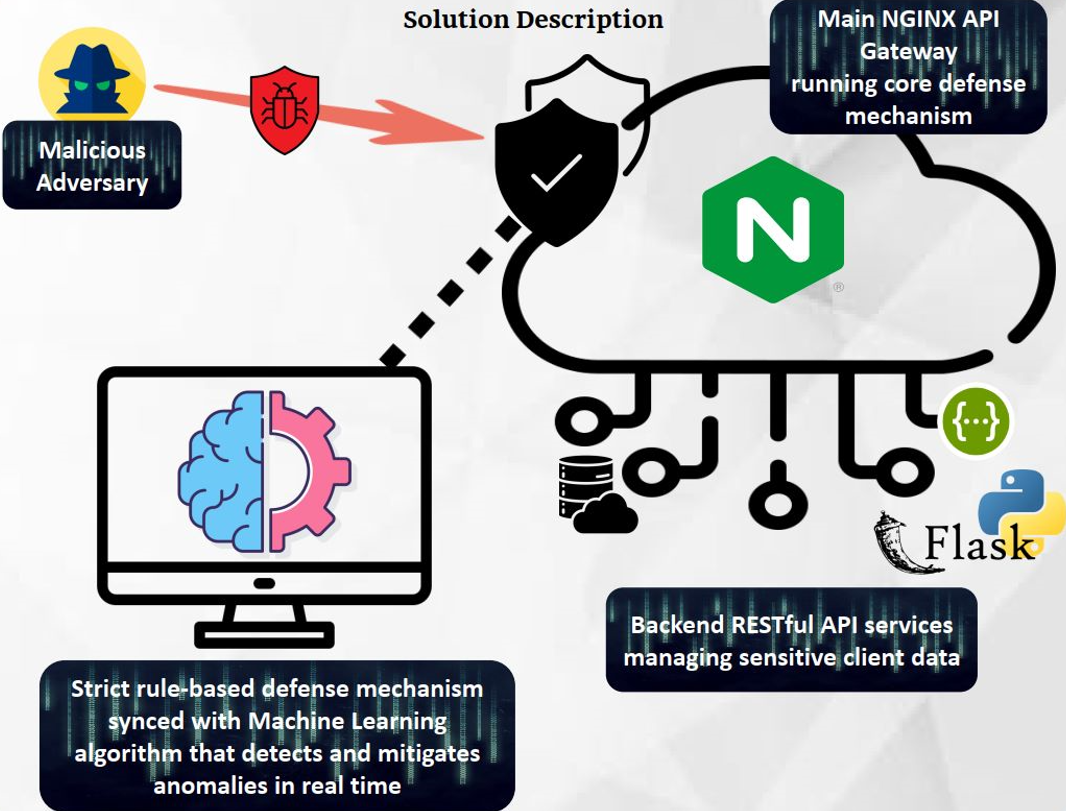 Solution Description
Main NGINX API
Gateway
running core defense
mechanism
Malicious
Adversary
N
®
{...}
Flask
Backend RESTful API services
managing sensitive client data
Strict rule-based defense mechanism
synced with Machine Learning
algorithm that detects and mitigates
anomalies in real time